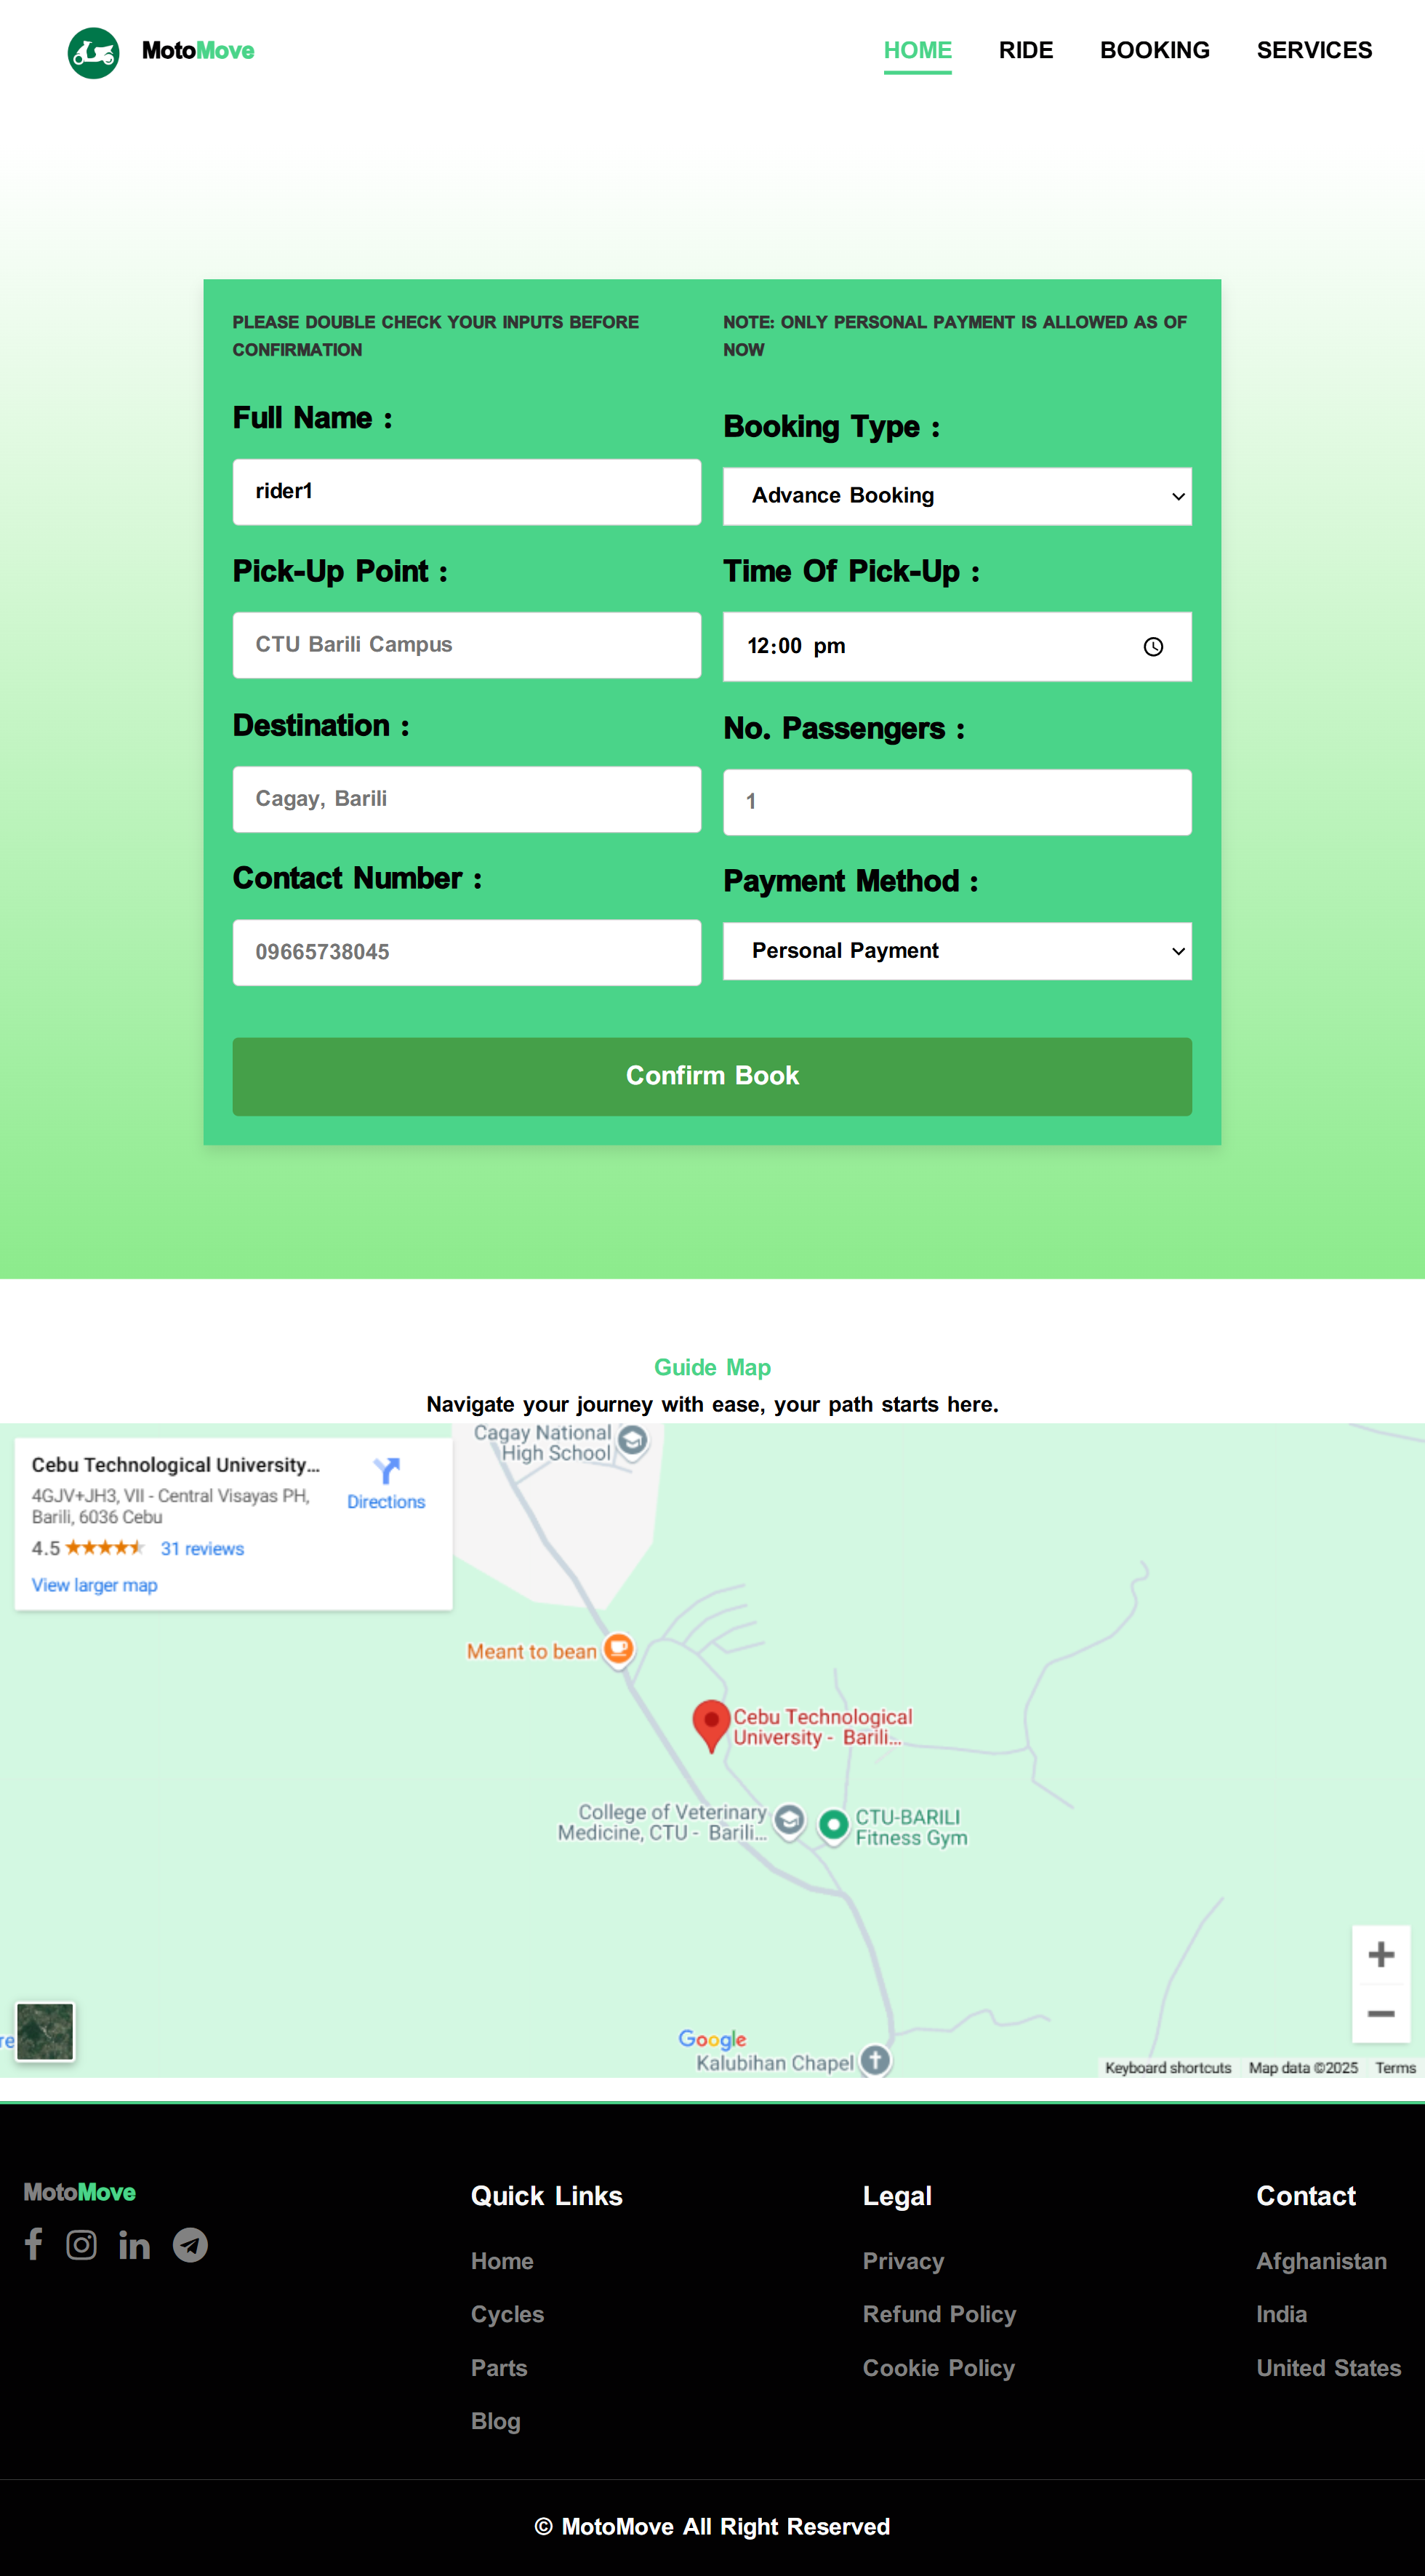 MotoMove
HOME RIDE BOOKING SERVICES
PLEASE DOUBLE CHECK YOUR INPUTS BEFORE
CONFIRMATION
Full Name :
rider1
Pick-Up Point :
CTU Barili Campus
Destination :
Cagay, Barili
Contact Number :
09665738045
NOTE: ONLY PERSONAL PAYMENT IS ALLOWED AS OF
NOW
Booking Type :
Advance Booking
Time Of Pick-Up :
12:00 pm
No. Passengers :
1
Payment Method :
Personal Payment
Confirm Book
Guide Map
Navigate your journey with ease, your path starts here.
Cebu Technological University...
4GJV+JH3, VII - Central Visayas PH,
Barili, 6036 Cebu
4.5 31 reviews
View larger map
Directions
Cagay National
High School
Meant to bean
Cebu Technological
University - Barili...
College of Veterinary
Medicine, CTU - Barili...
CTU-BARILI
Fitness Gym
re
Google
Kalubihan Chapel
Keyboard shortcuts Map data ©2025 Terms
MotoMove
Quick Links
Home
Cycles
Parts
Blog
Legal
Privacy
Refund Policy
Cookie Policy
Contact
Afghanistan
India
United States
© MotoMove All Right Reserved